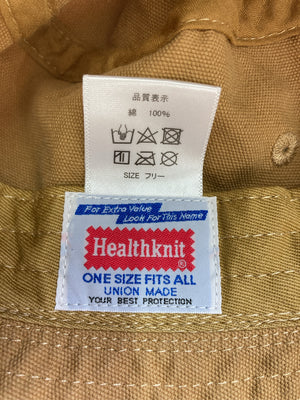 品質表示
綿 100%
SIZE フリー
For Extra Value
Look For This Name
Healthknit
®
ONE SIZE FITS ALL
UNION MADE
YOUR BEST PROTECTION